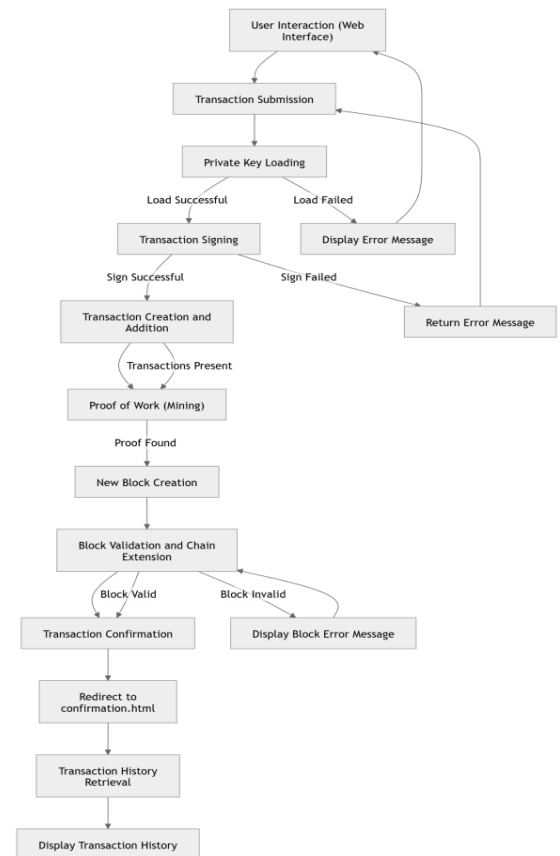 User Interaction (Web
Interface)
Transaction Submission
Private Key Loading
Load Successful
Load Failed
Transaction Signing
Display Error Message
Sign Successful
Sign Failed
Transaction Creation and
Addition
Return Error Message
Transactions Present
Proof of Work (Mining)
Proof Found
New Block Creation
Block Validation and Chain
Extension
Block Valid
Block Invalid
Transaction Confirmation
Display Block Error Message
Redirect to
confirmation.html
Transaction History
Retrieval
Display Transaction History